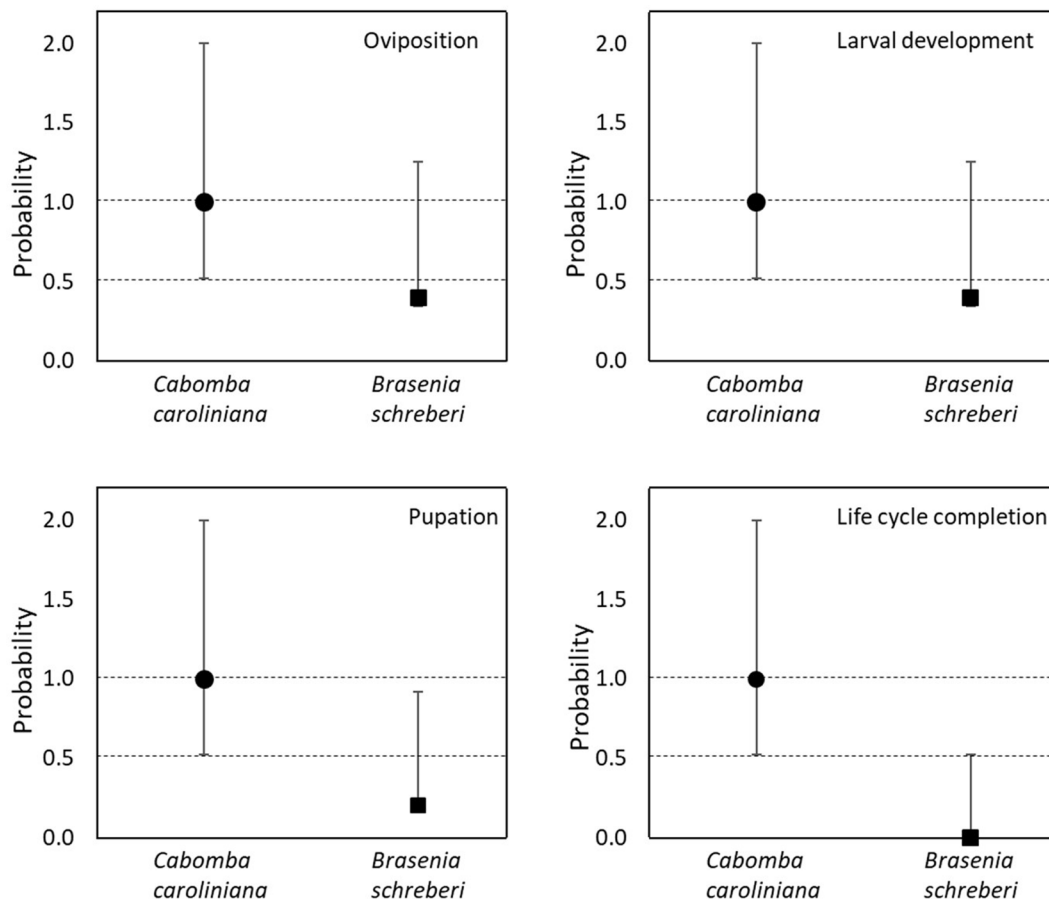 Oviposition
Probability
2.0
1.5
1.0
0.5
0.0
Cabomba
caroliniana
Brasenia
schreberi
Larval development
Probability
2.0
1.5
1.0
0.5
0.0
Cabomba
caroliniana
Brasenia
schreberi
Pupation
Probability
2.0
1.5
1.0
0.5
0.0
Cabomba
caroliniana
Brasenia
schreberi
Life cycle completion
Probability
2.0
1.5
1.0
0.5
0.0
Cabomba
caroliniana
Brasenia
schreberi